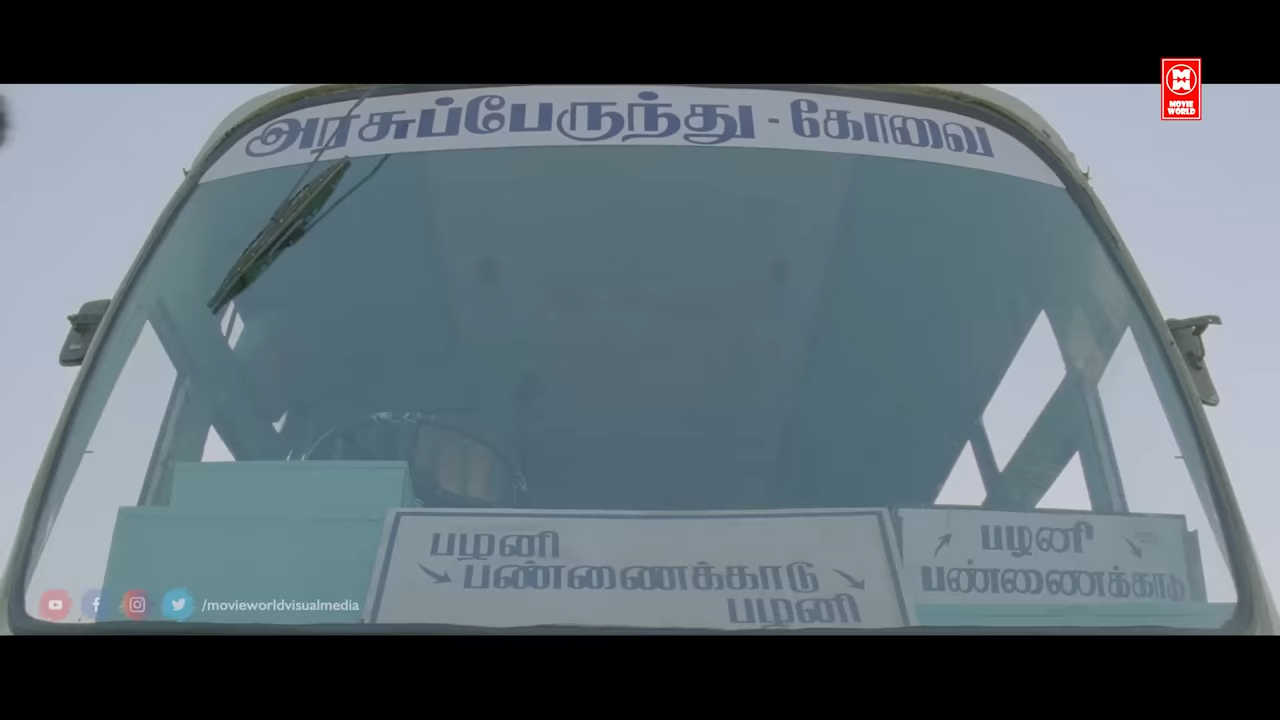 அரசுப்பேருந்து - கோவை
MOVIE
WORLD
பழனி
பண்ணைக்காடு
பழனி
பழனி
பண்ணைக்காடு
/movieworldvisualmedia